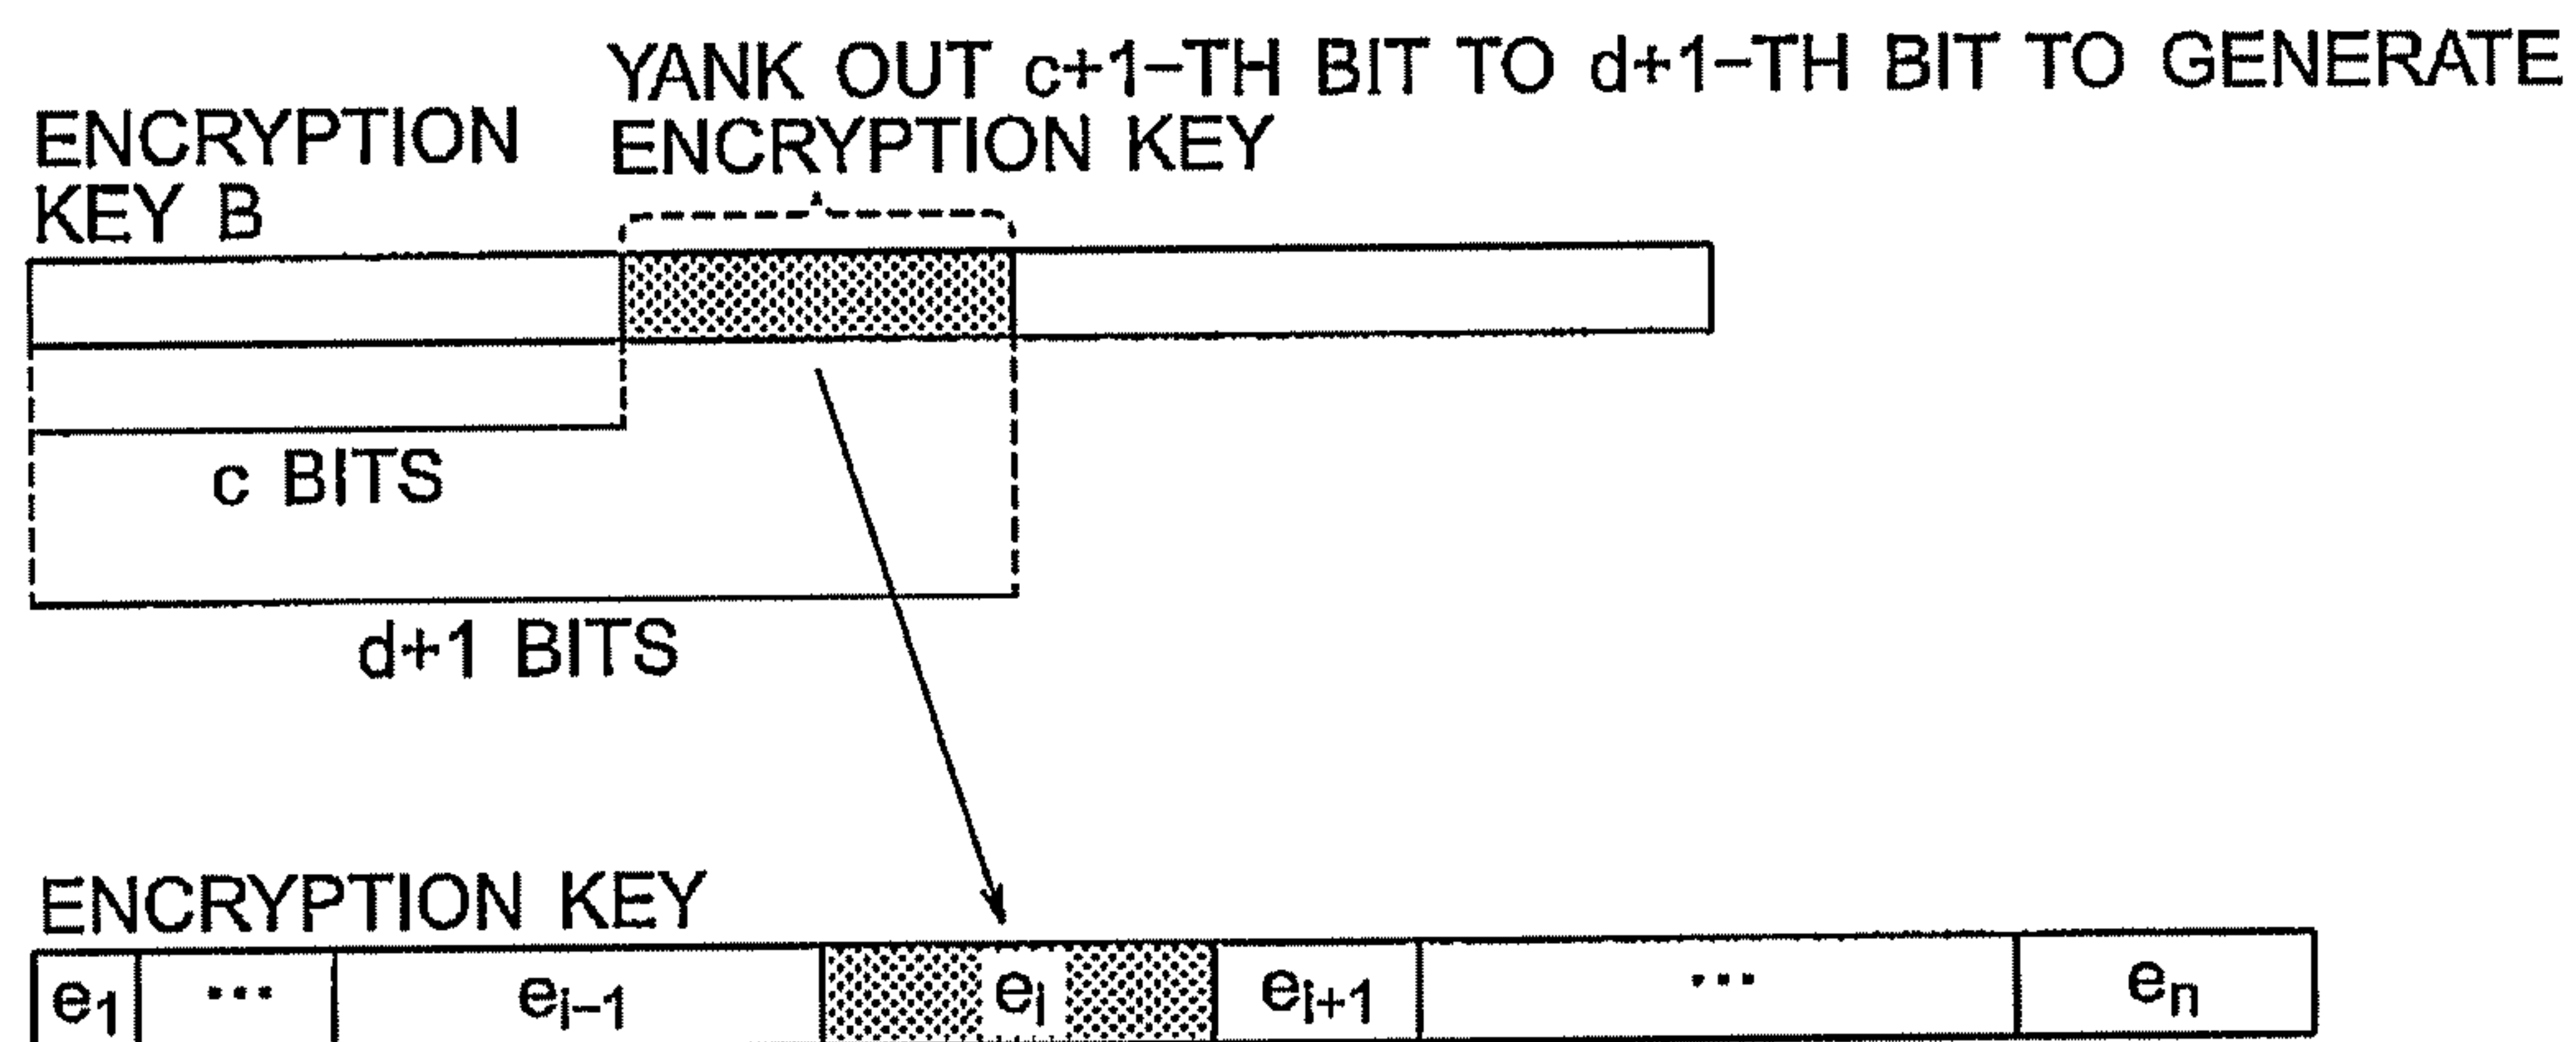 YANK OUT c+1-TH BIT TO d+1-TH BIT TO GENERATE
ENCRYPTION KEY
ENCRYPTION
KEY B
c BITS
d+1 BITS
ENCRYPTION KEY
e1 ... ei-1 ei ei+1 ... en